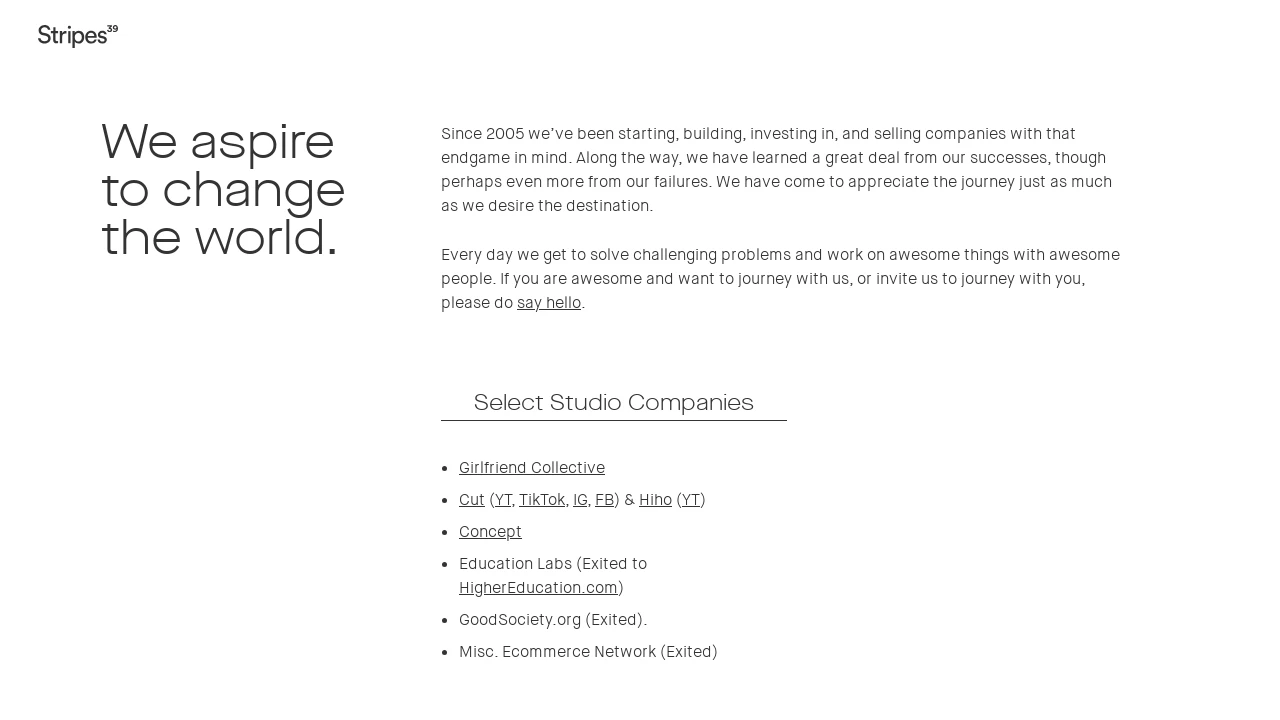 Stripes39
We aspire
to change
the world.
Since 2005 we’ve been starting, building, investing in, and selling companies with that
endgame in mind. Along the way, we have learned a great deal from our successes, though
perhaps even more from our failures. We have come to appreciate the journey just as much
as we desire the destination.
Every day we get to solve challenging problems and work on awesome things with awesome
people. If you are awesome and want to journey with us, or invite us to journey with you,
please do say hello.
Select Studio Companies
• Girlfriend Collective
• Cut (YT, TikTok, IG, FB) & Hiho (YT)
• Concept
• Education Labs (Exited to
HigherEducation.com)
• GoodSociety.org (Exited).
• Misc. Ecommerce Network (Exited)